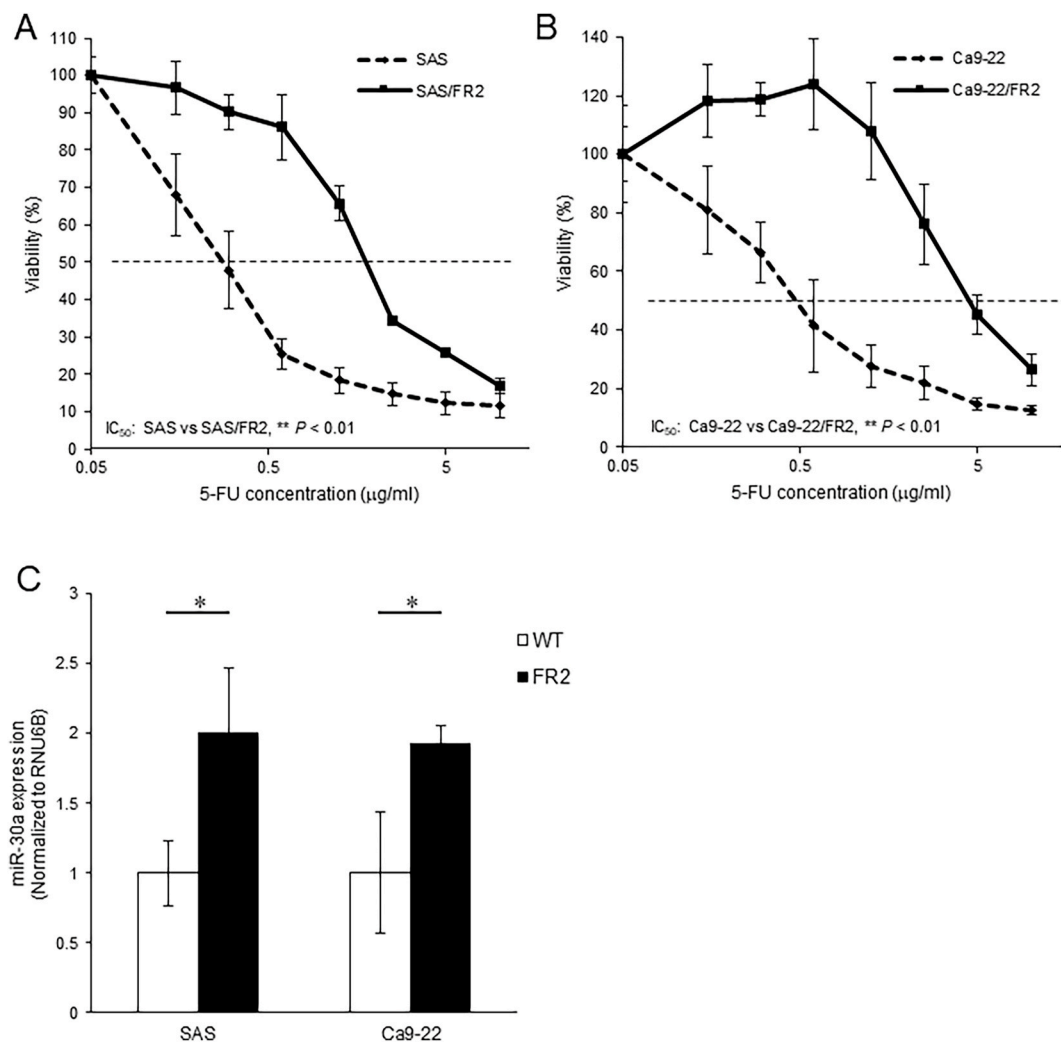 A
110
100
90
80
70
60
50
40
30
20
10
0
Viability (%)
SAS
SAS/FR2
IC50: SAS vs SAS/FR2, ** P < 0.01
0.05
0.5
5
5-FU concentration (μg/ml)
B
140
120
100
80
60
40
20
0
Viability (%)
Ca9-22
Ca9-22/FR2
IC50: Ca9-22 vs Ca9-22/FR2, ** P < 0.01
0.05
0.5
5
5-FU concentration (μg/ml)
C
3
2.5
2
1.5
1
0.5
0
miR-30a expression
(Normalized to RNU6B)
*
*
WT
FR2
SAS
Ca9-22